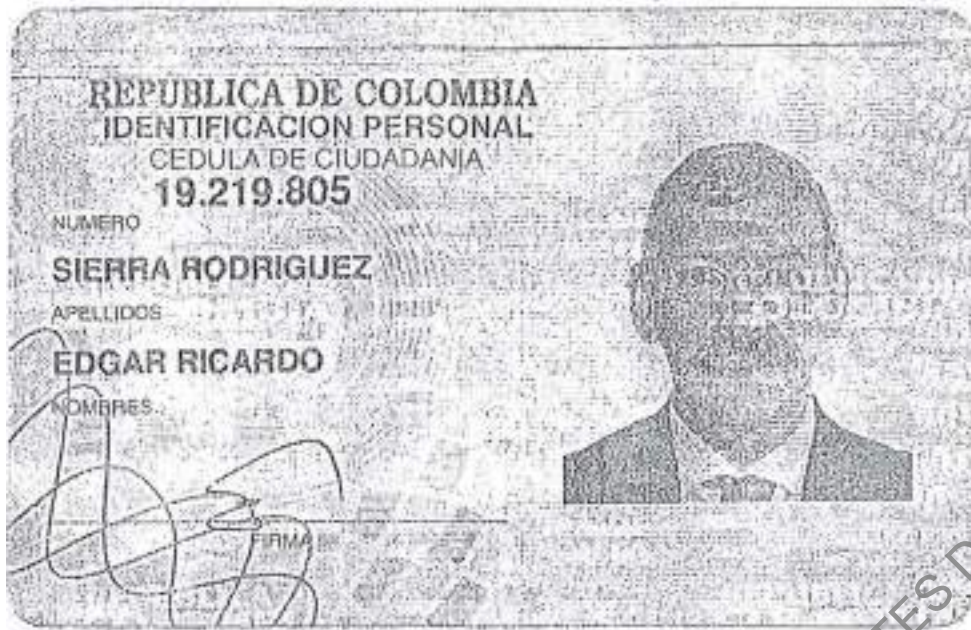 REPUBLICA DE COLOMBIA
IDENTIFICACION PERSONAL
CEDULA DE CIUDADANIA
19.219.805
NUMERO
SIERRA RODRIGUEZ
APELLIDOS
EDGAR RICARDO
NOMBRES
FIRMA